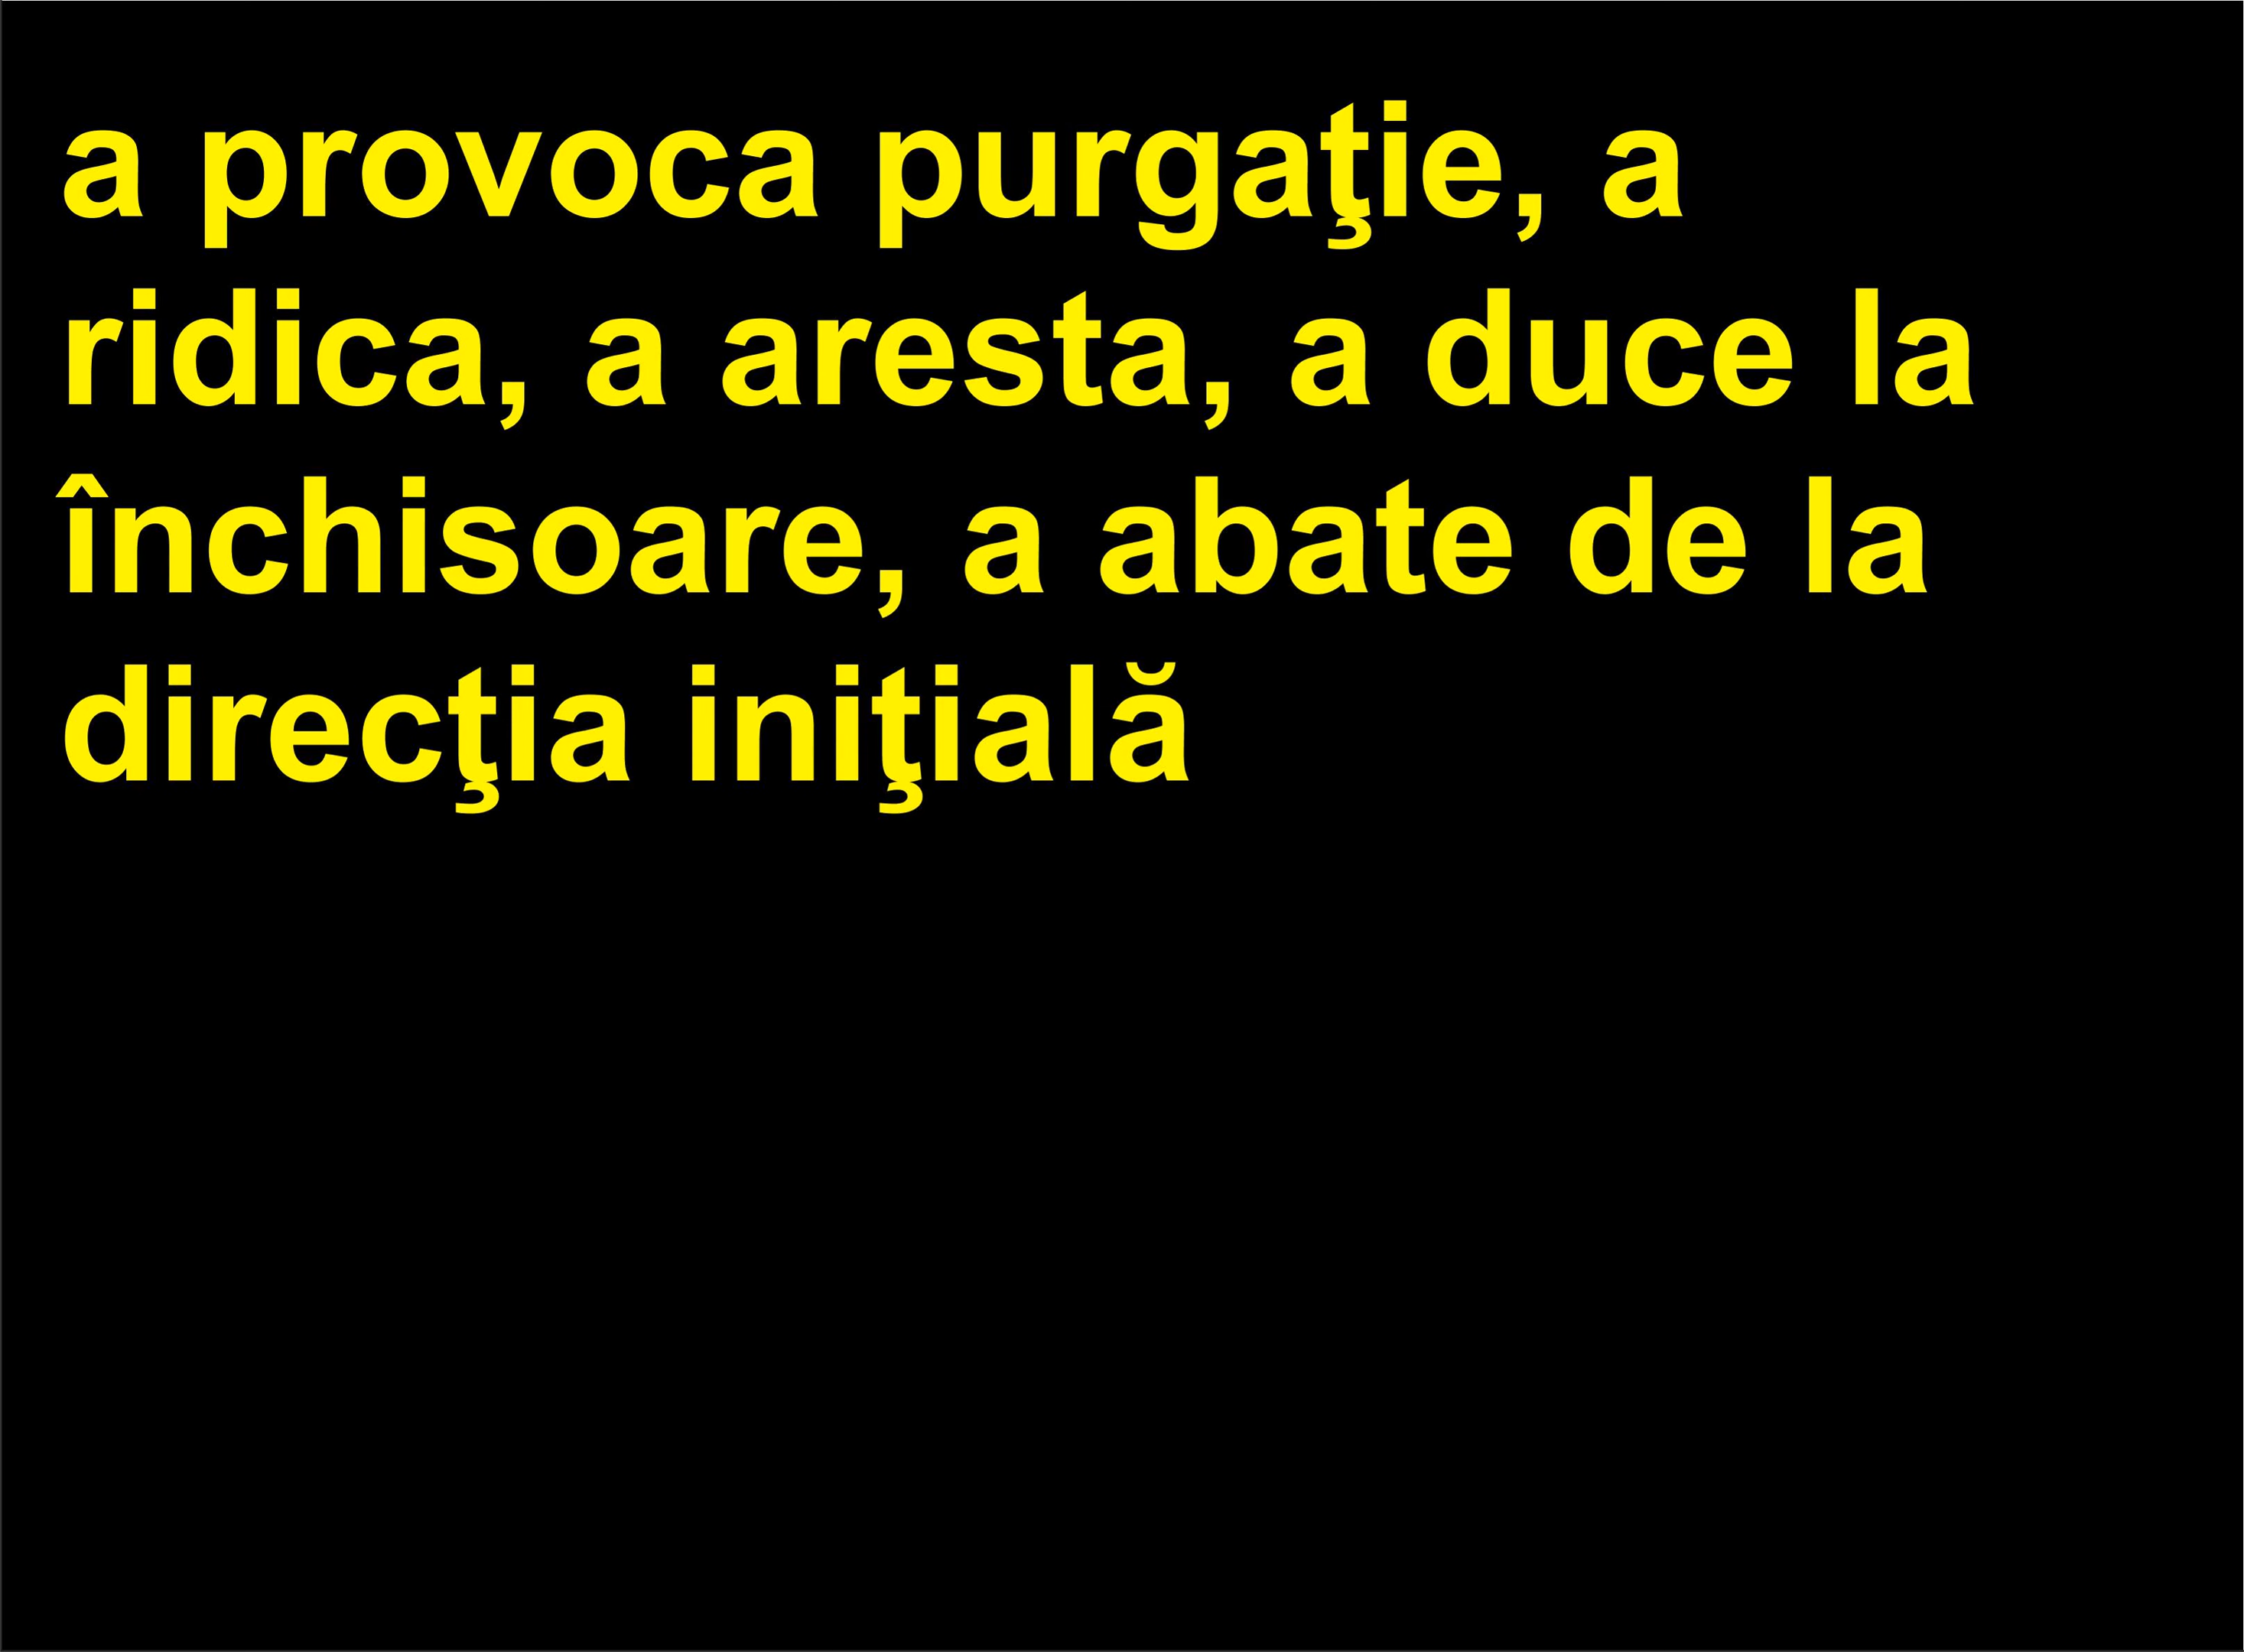 a provoca purgaţie, a
ridica, a aresta, a duce la
închisoare, a abate de la
direcţia iniţială